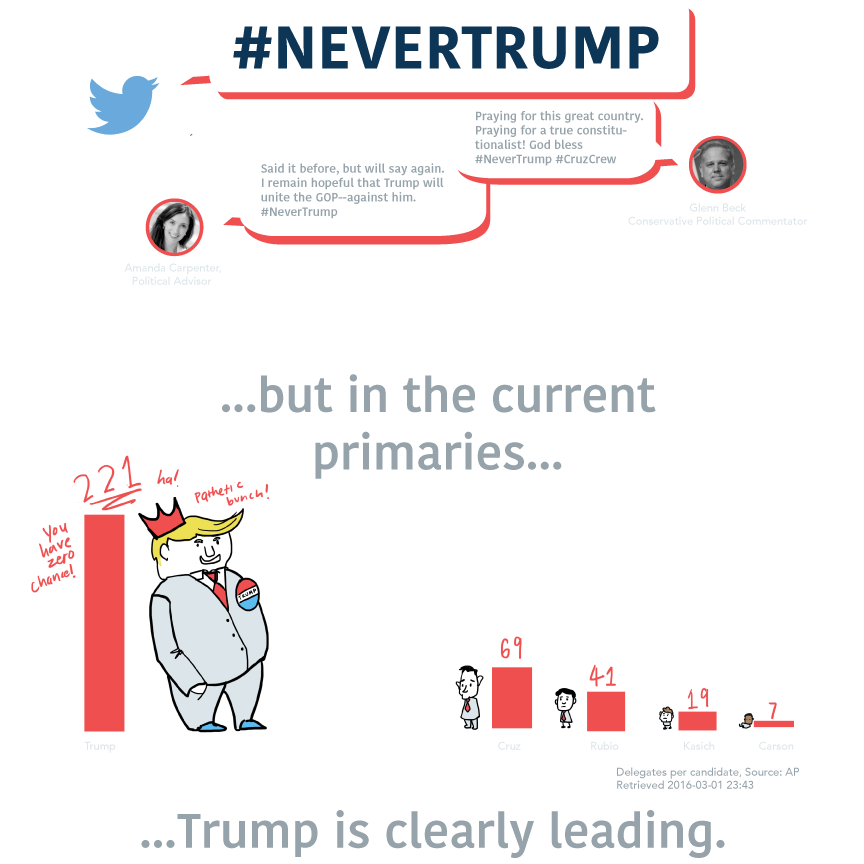 #NEVERTRUMP
Praying for this great country.
Praying for a true constitu-
tionalist! God bless
#NeverTrump #CruzCrew
Glenn Beck
Conservative Political Commentator
Said it before, but will say again.
I remain hopeful that Trump will
unite the GOP--against him.
#NeverTrump
Amanda Carpenter,
Political Advisor
...but in the current
primaries...
221
ha!
Pathetic
bunch!
You
have
zero
chance!
TRUMP
69
41
19
7
Trump
Cruz
Rubio
Kasich
Carson
Delegates per candidate, Source: AP
Retrieved 2016-03-01 23:43
...Trump is clearly leading.